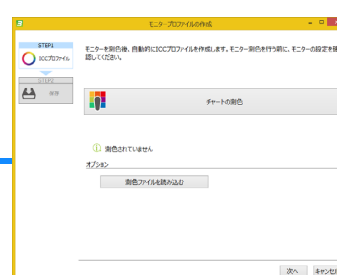 モニタープロファイルの作成
STEP1
ICCプロファイル
STEP2
保存
モニターを測色後、自動的にICCプロファイルを作成します。モニター測色を行う前に、モニターの設定を確
認してください。
チャートの測色
測色されていません
オプション
測色ファイルを読み込む
次へ
キャンセル